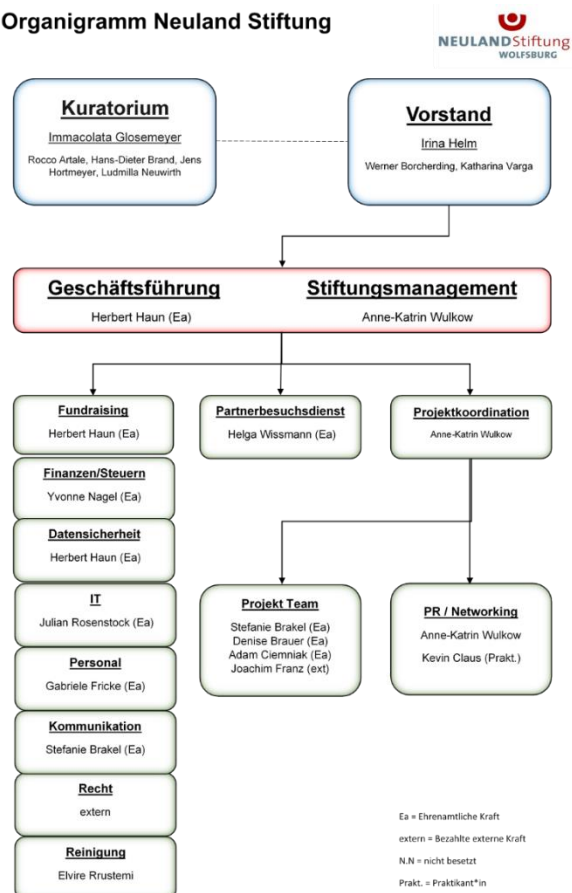 Organigramm Neuland Stiftung
NEULANDStiftung
WOLFSBURG
Kuratorium
Immacolata Glosemeyer
Rocco Artale, Hans-Dieter Brand, Jens
Hortmeyer, Ludmilla Neuwirth
Vorstand
Irina Helm
Werner Borcherding, Katharina Varga
Geschäftsführung
Herbert Haun (Ea)
Stiftungsmanagement
Anne-Katrin Wulkow
Fundraising
Herbert Haun (Ea)
Finanzen/Steuern
Yvonne Nagel (Ea)
Datensicherheit
Herbert Haun (Ea)
IT
Julian Rosenstock (Ea)
Personal
Gabriele Fricke (Ea)
Kommunikation
Stefanie Brakel (Ea)
Recht
extern
Reinigung
Elvire Rrustemi
Partnerbesuchsdienst
Helga Wissmann (Ea)
Projektkoordination
Anne-Katrin Wulkow
Projekt Team
Stefanie Brakel (Ea)
Denise Brauer (Ea)
Adam Ciemniak (Ea)
Joachim Franz (ext)
PR / Networking
Anne-Katrin Wulkow
Kevin Claus (Prakt.)
Ea = Ehrenamtliche Kraft
extern = Bezahlte externe Kraft
N.N = nicht besetzt
Prakt. = Praktikant*in